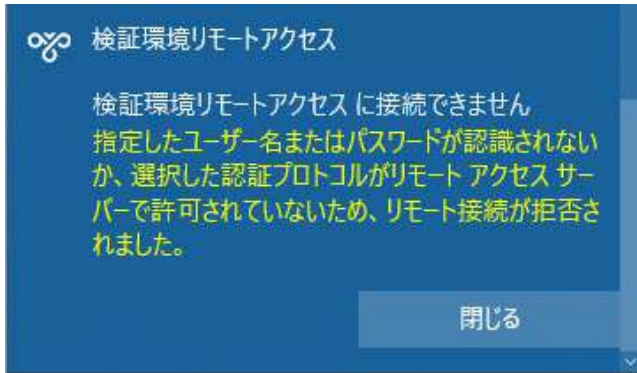 検証環境リモートアクセス
検証環境リモートアクセス に接続できません
指定したユーザー名またはパスワードが認識されない
か、選択した認証プロトコルがリモート アクセス サー
バーで許可されていないため、リモート接続が拒否さ
れました。
閉じる